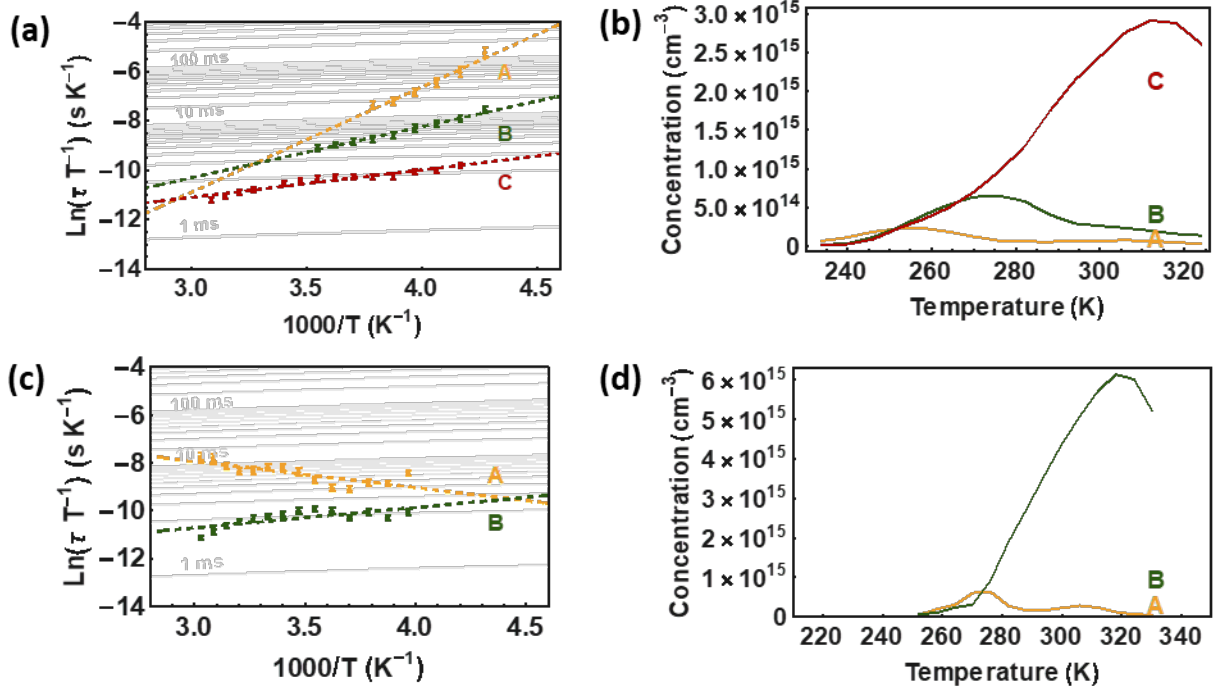 (a)
Ln(τ T⁻¹) (s K⁻¹)
−4
−6
−8
−10
−12
−14
100 ms
10 ms
1 ms
A
B
C
3.0 3.5 4.0 4.5
1000/T (K⁻¹)
(b)
Concentration (cm⁻³)
3.0 × 10¹⁵
2.5 × 10¹⁵
2.0 × 10¹⁵
1.5 × 10¹⁵
1.0 × 10¹⁵
5.0 × 10¹⁴
0
C
B
A
240 260 280 300 320
Temperature (K)
(c)
Ln(τ T⁻¹) (s K⁻¹)
−4
−6
−8
−10
−12
−14
100 ms
10 ms
1 ms
A
B
3.0 3.5 4.0 4.5
1000/T (K⁻¹)
(d)
Concentration (cm⁻³)
6 × 10¹⁵
5 × 10¹⁵
4 × 10¹⁵
3 × 10¹⁵
2 × 10¹⁵
1 × 10¹⁵
0
B
A
220 240 260 280 300 320 340
Temperature (K)